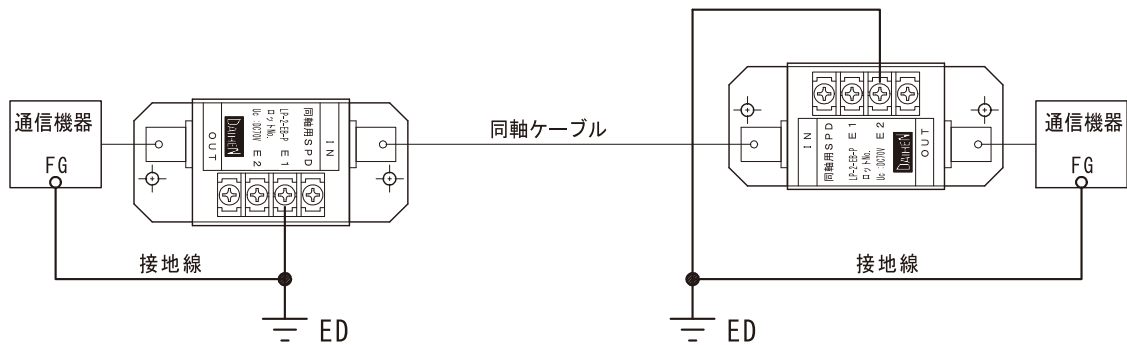 通信機器
FG
OUT
DAIHEN
Uc :DC70V E2
ロットNo.
LP-2-EB-P E1
同軸用SPD
IN
接地線
ED
同軸ケーブル
IN
同軸用SPD
LP-2-EB-P E1
ロットNo.
Uc :DC70V E2
DAIHEN
OUT
通信機器
FG
接地線
ED